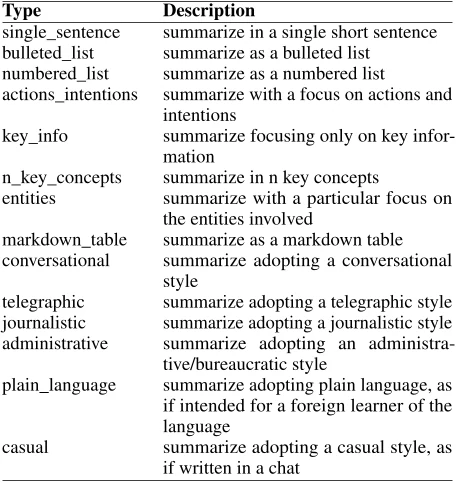 Type Description
single_sentence summarize in a single short sentence
bulleted_list summarize as a bulleted list
numbered_list summarize as a numbered list
actions_intentions summarize with a focus on actions and
intentions
key_info summarize focusing only on key infor-
mation
n_key_concepts summarize in n key concepts
entities summarize with a particular focus on
the entities involved
markdown_table summarize as a markdown table
conversational summarize adopting a conversational
style
telegraphic summarize adopting a telegraphic style
journalistic summarize adopting a journalistic style
administrative summarize adopting an administra-
tive/bureaucratic style
plain_language summarize adopting plain language, as
if intended for a foreign learner of the
language
casual summarize adopting a casual style, as
if written in a chat